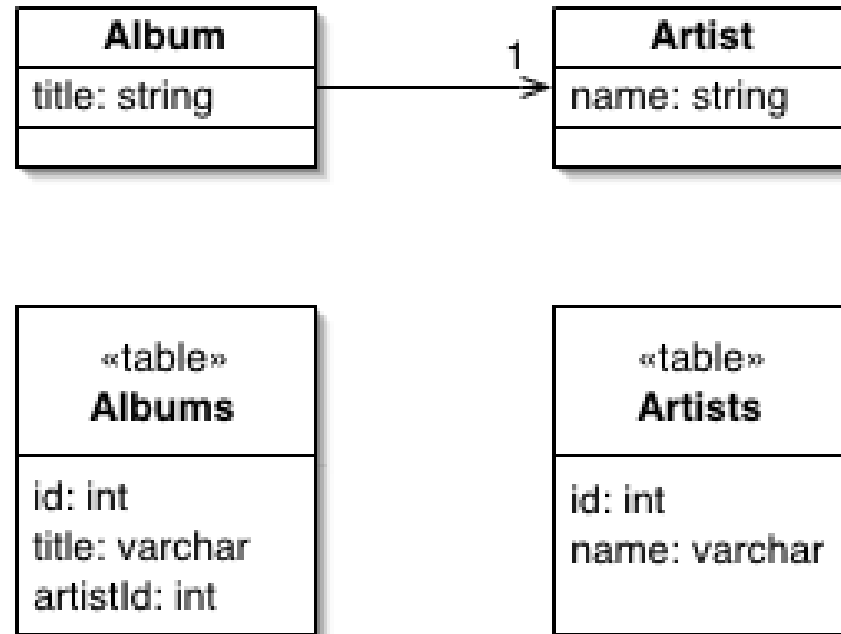 Album
title: string
1
Artist
name: string
«table»
Albums
id: int
title: varchar
artistId: int
«table»
Artists
id: int
name: varchar